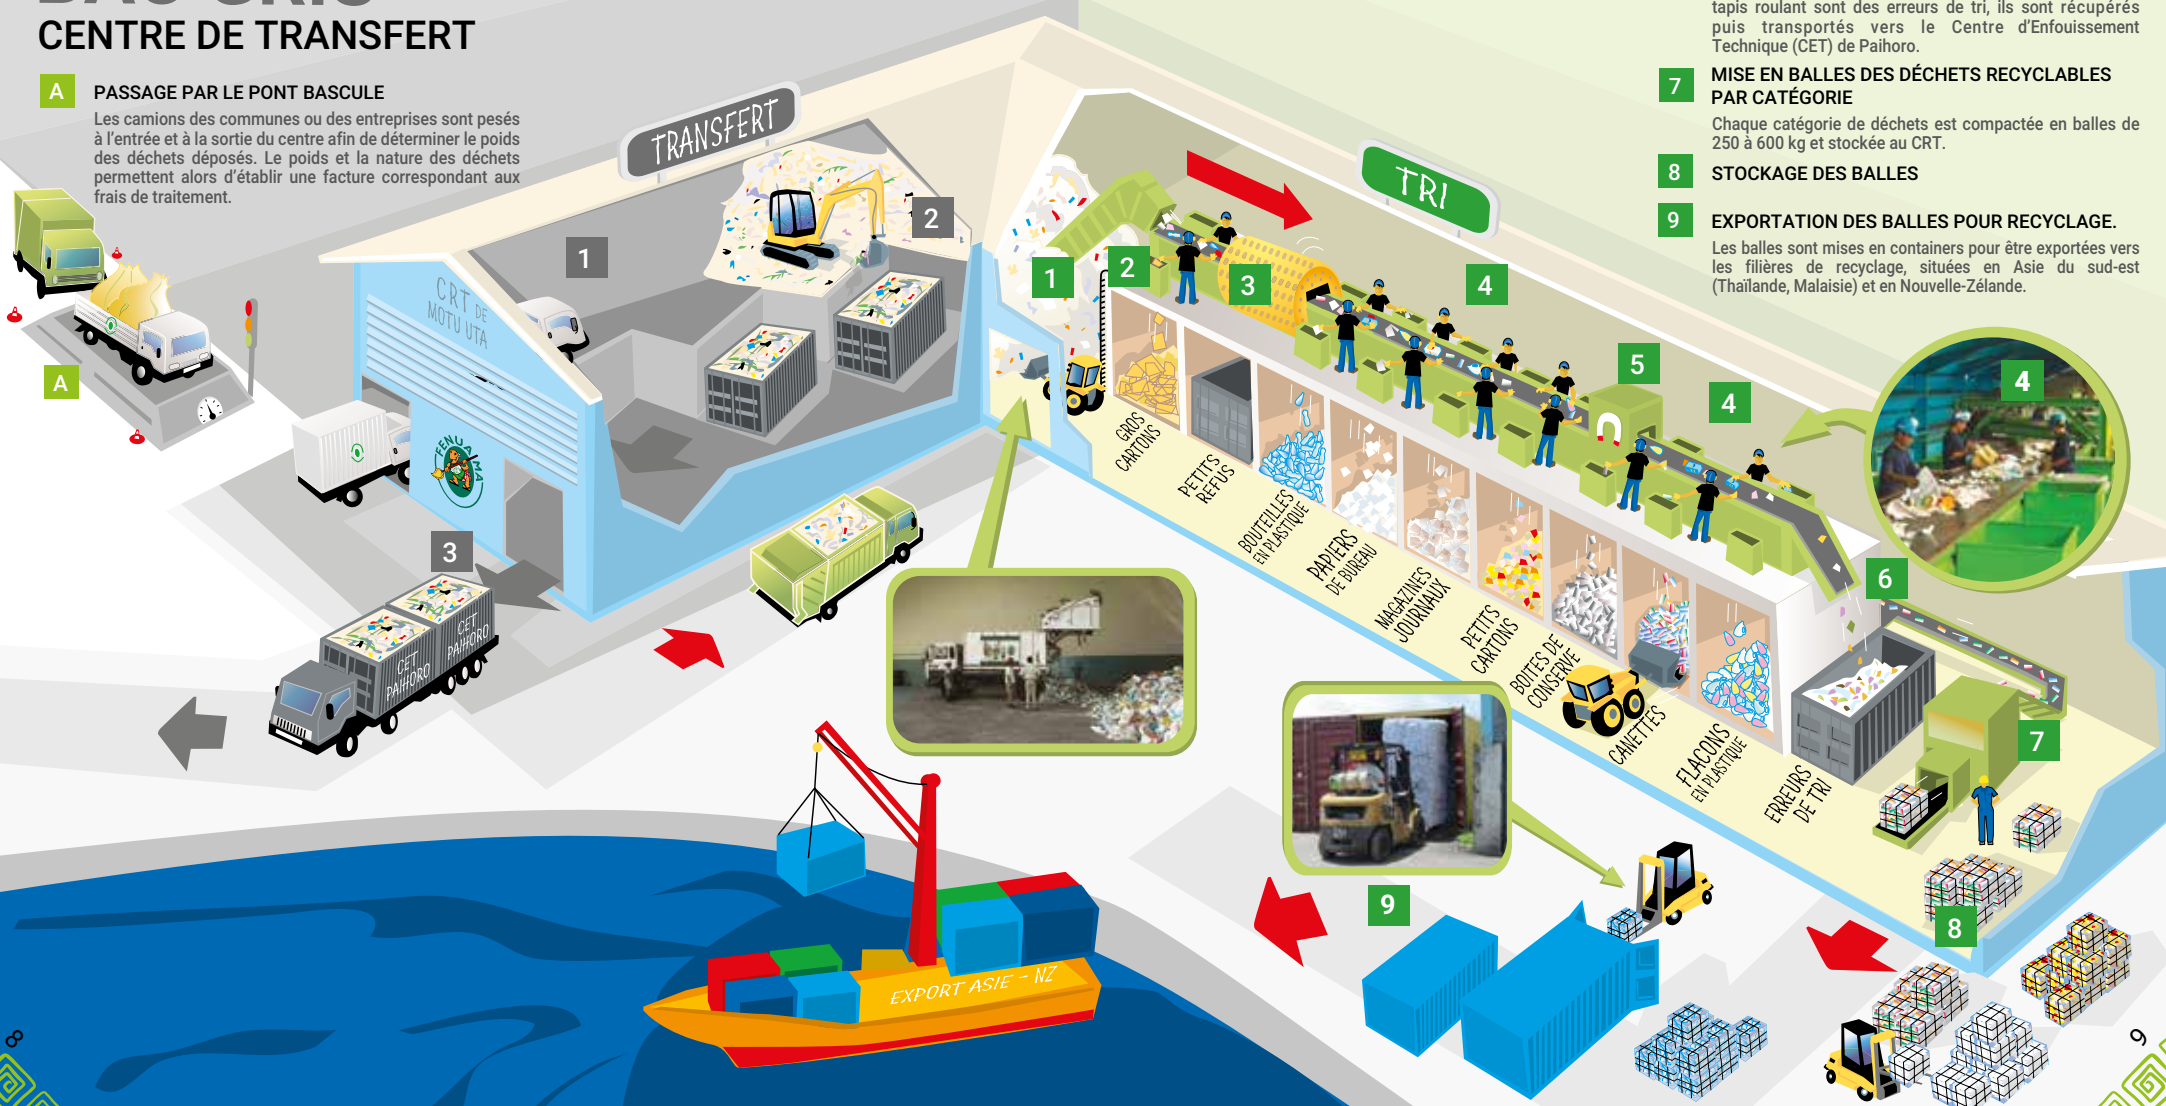 BAC GRIS
CENTRE DE TRANSFERT
A
PASSAGE PAR LE PONT BASCULE
Les camions des communes ou des entreprises sont pesés
à l'entrée et à la sortie du centre afin de déterminer le poids
des déchets déposés. Le poids et la nature des déchets
permettent alors d'établir une facture correspondant aux
frais de traitement.
tapis roulant sont des erreurs de tri, ils sont récupérés
puis transportés vers le Centre d'Enfouissement
Technique (CET) de Paihoro.
7
MISE EN BALLES DES DÉCHETS RECYCLABLES
PAR CATÉGORIE
Chaque catégorie de déchets est compactée en balles de
250 à 600 kg et stockée au CRT.
8
STOCKAGE DES BALLES
9
EXPORTATION DES BALLES POUR RECYCLAGE.
Les balles sont mises en containers pour être exportées vers
les filières de recyclage, situées en Asie du sud-est
(Thaïlande, Malaisie) et en Nouvelle-Zélande.
TRANSFERT
TRI
1
2
3
A
CRT DE
MOTU UTA
FENUA MA
CET
PAIHORO
CET
PAIHORO
1
2
3
4
5
4
4
6
7
8
9
GROS
CARTONS
PETITS
REFUS
BOUTEILLES
EN PLASTIQUE
PAPIERS
DE BUREAU
MAGAZINES
JOURNAUX
PETITS
CARTONS
BOITES DE
CONSERVE
CANETTES
FLACONS
EN PLASTIQUE
ERREURS
DE TRI
EXPORT ASIE - NZ
8
9